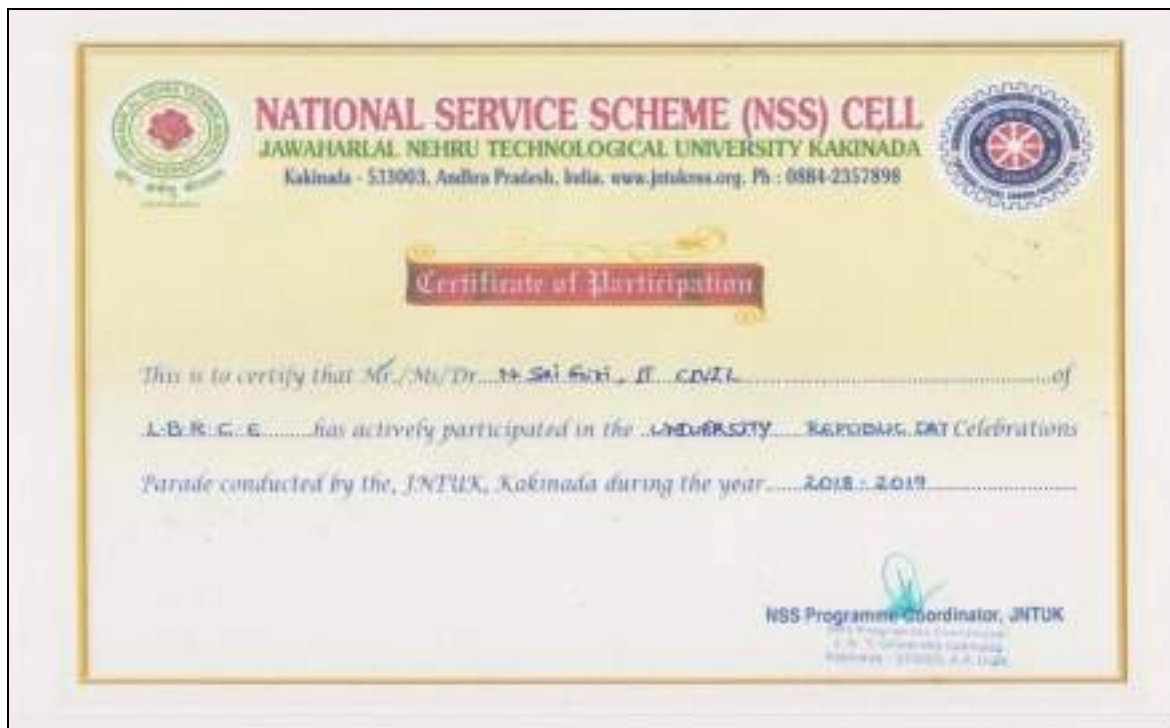 NATIONAL SERVICE SCHEME (NSS) CELL
JAWAHARLAL NEHRU TECHNOLOGICAL UNIVERSITY KAKINADA
Kakinada - 533003, Andhra Pradesh, India, www.jntuknss.org, Ph : 0884-2357898
Certificate of Participation
This is to certify that Mr./Ms/Dr. Sai CIVIL of
L.B.R.C.E has actively participated in the UNIVERSITY REPUBLIC DAY Celebrations
Parade conducted by the, JNTUK, Kakinada during the year 2018 - 2019
NSS Programme Coordinator, JNTUK